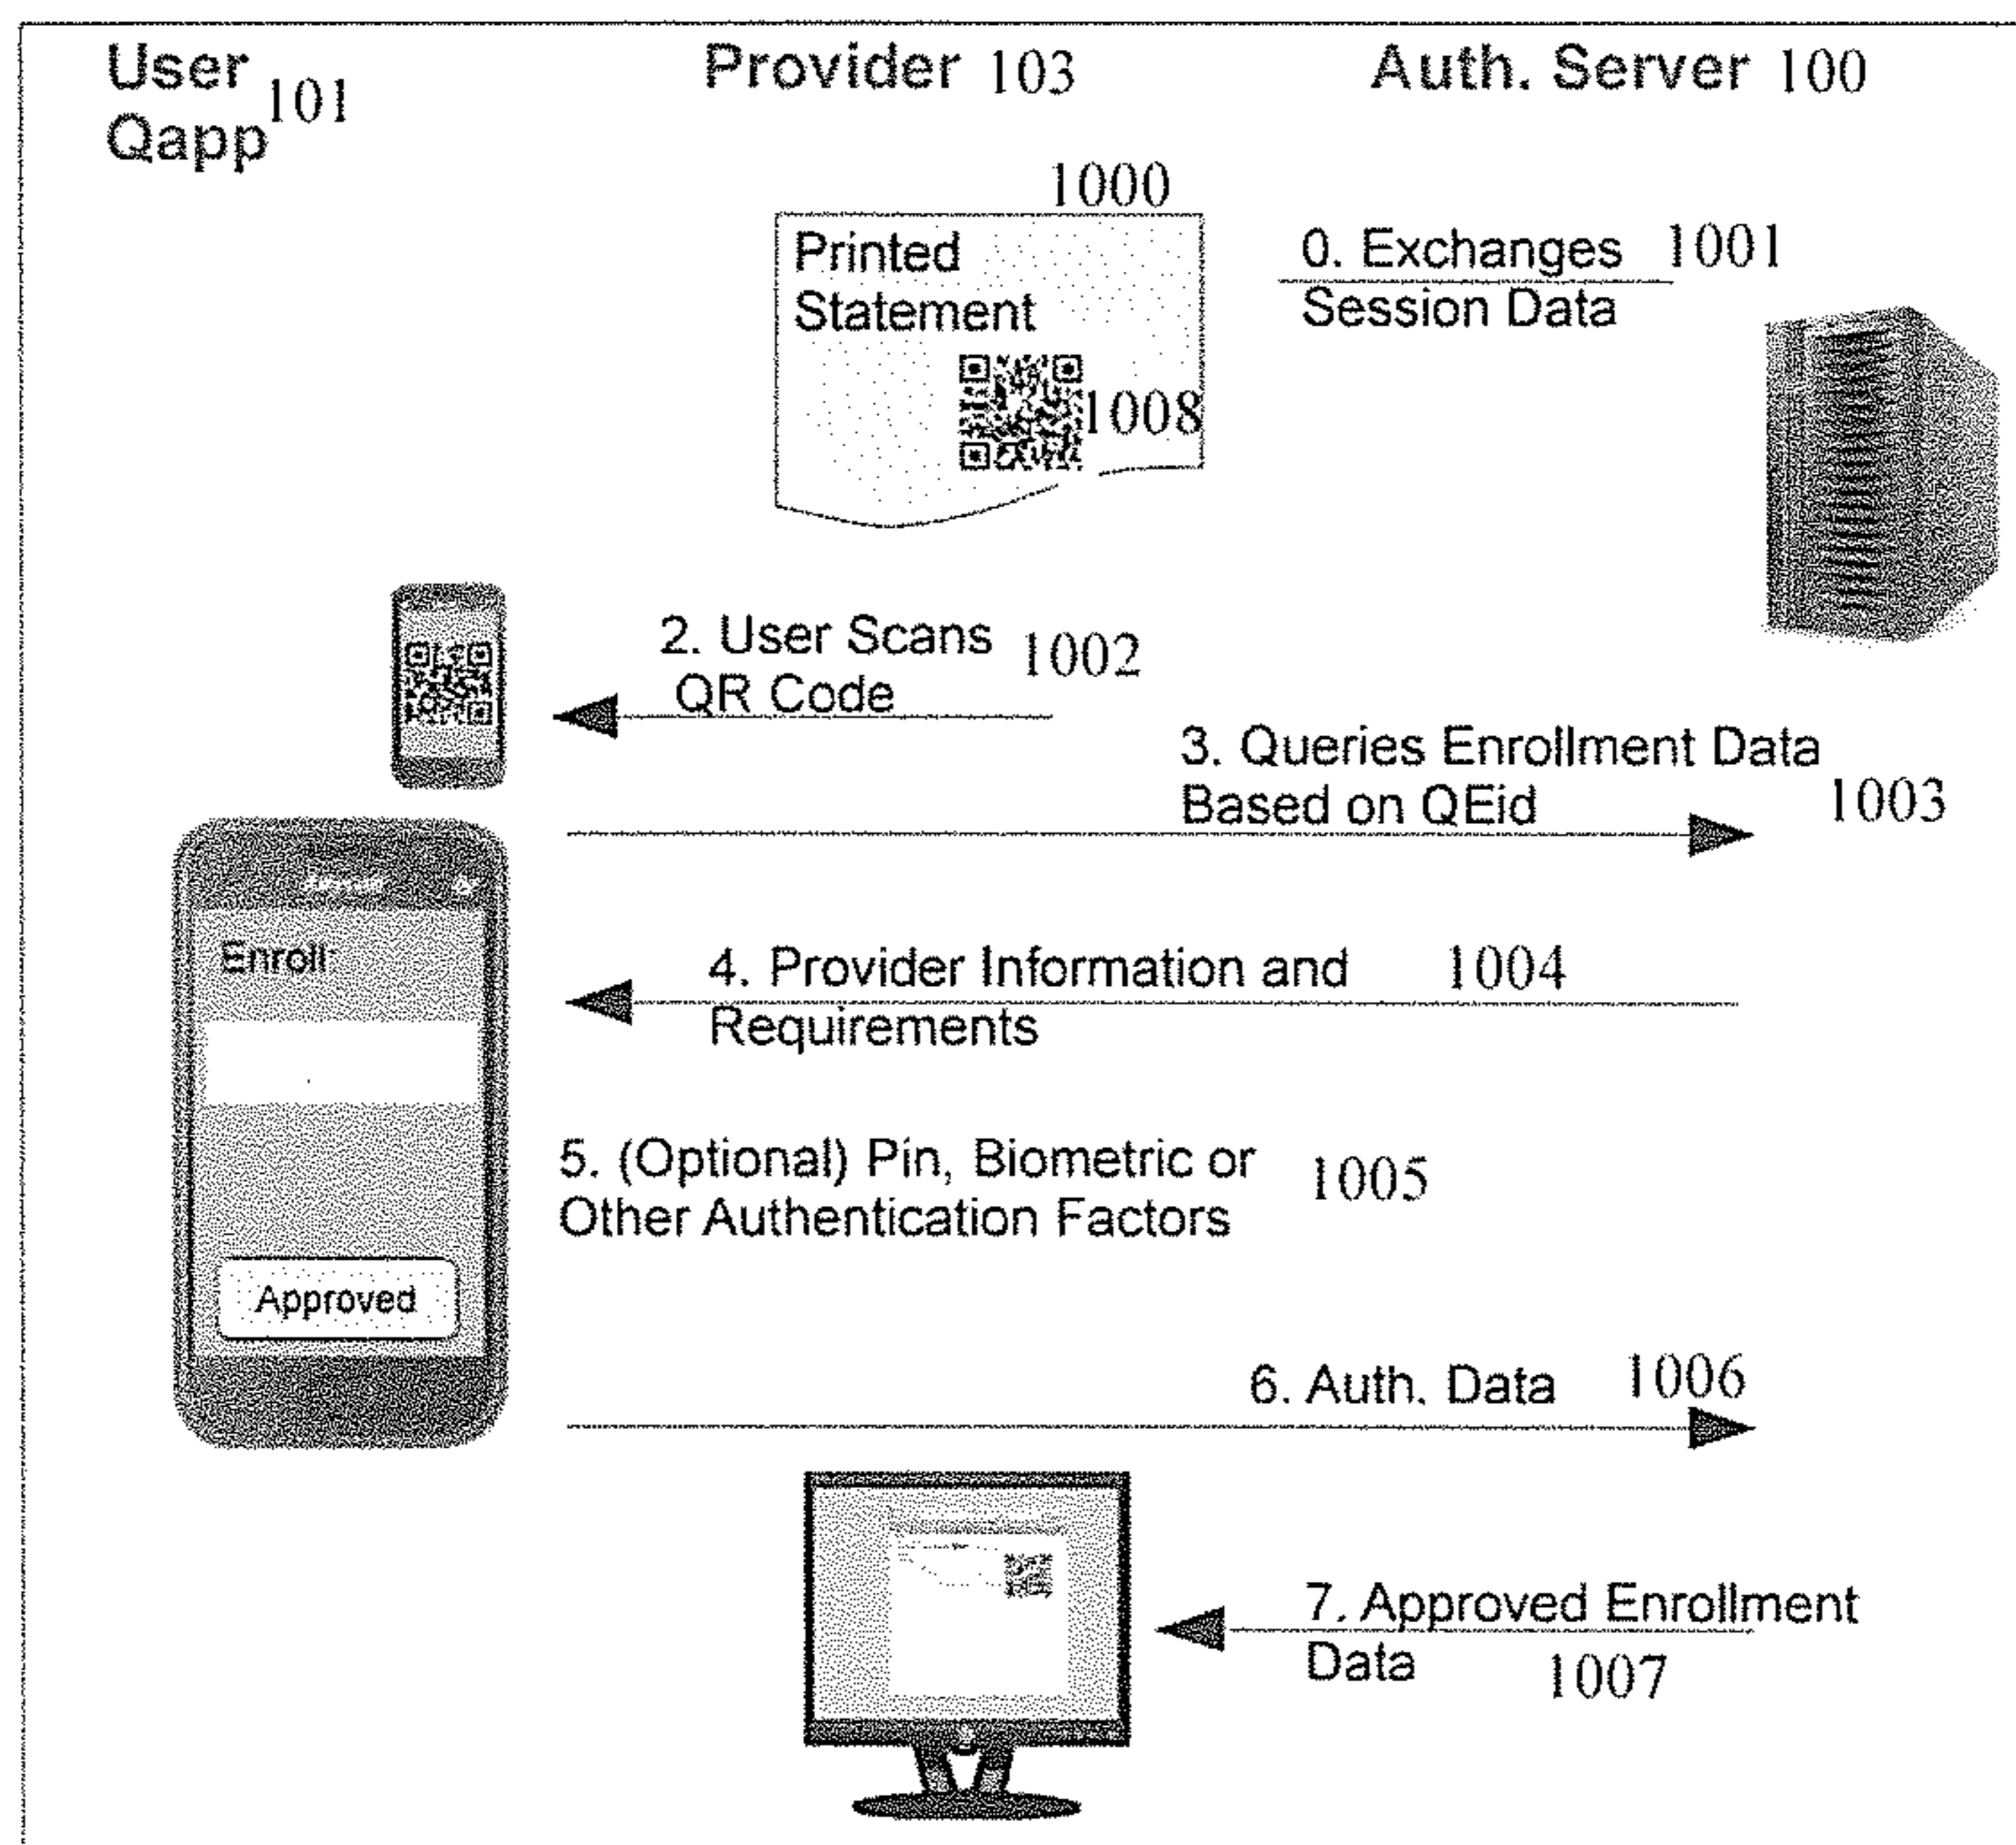 User 101
Qapp
Provider 103
Auth. Server 100
1000
Printed
Statement
1008
0. Exchanges 1001
Session Data
2. User Scans 1002
QR Code
3. Queries Enrollment Data
Based on QEid 1003
Enroll
4. Provider Information and 1004
Requirements
5. (Optional) Pin, Biometric or 1005
Other Authentication Factors
Approved
6. Auth. Data 1006
7. Approved Enrollment
Data 1007